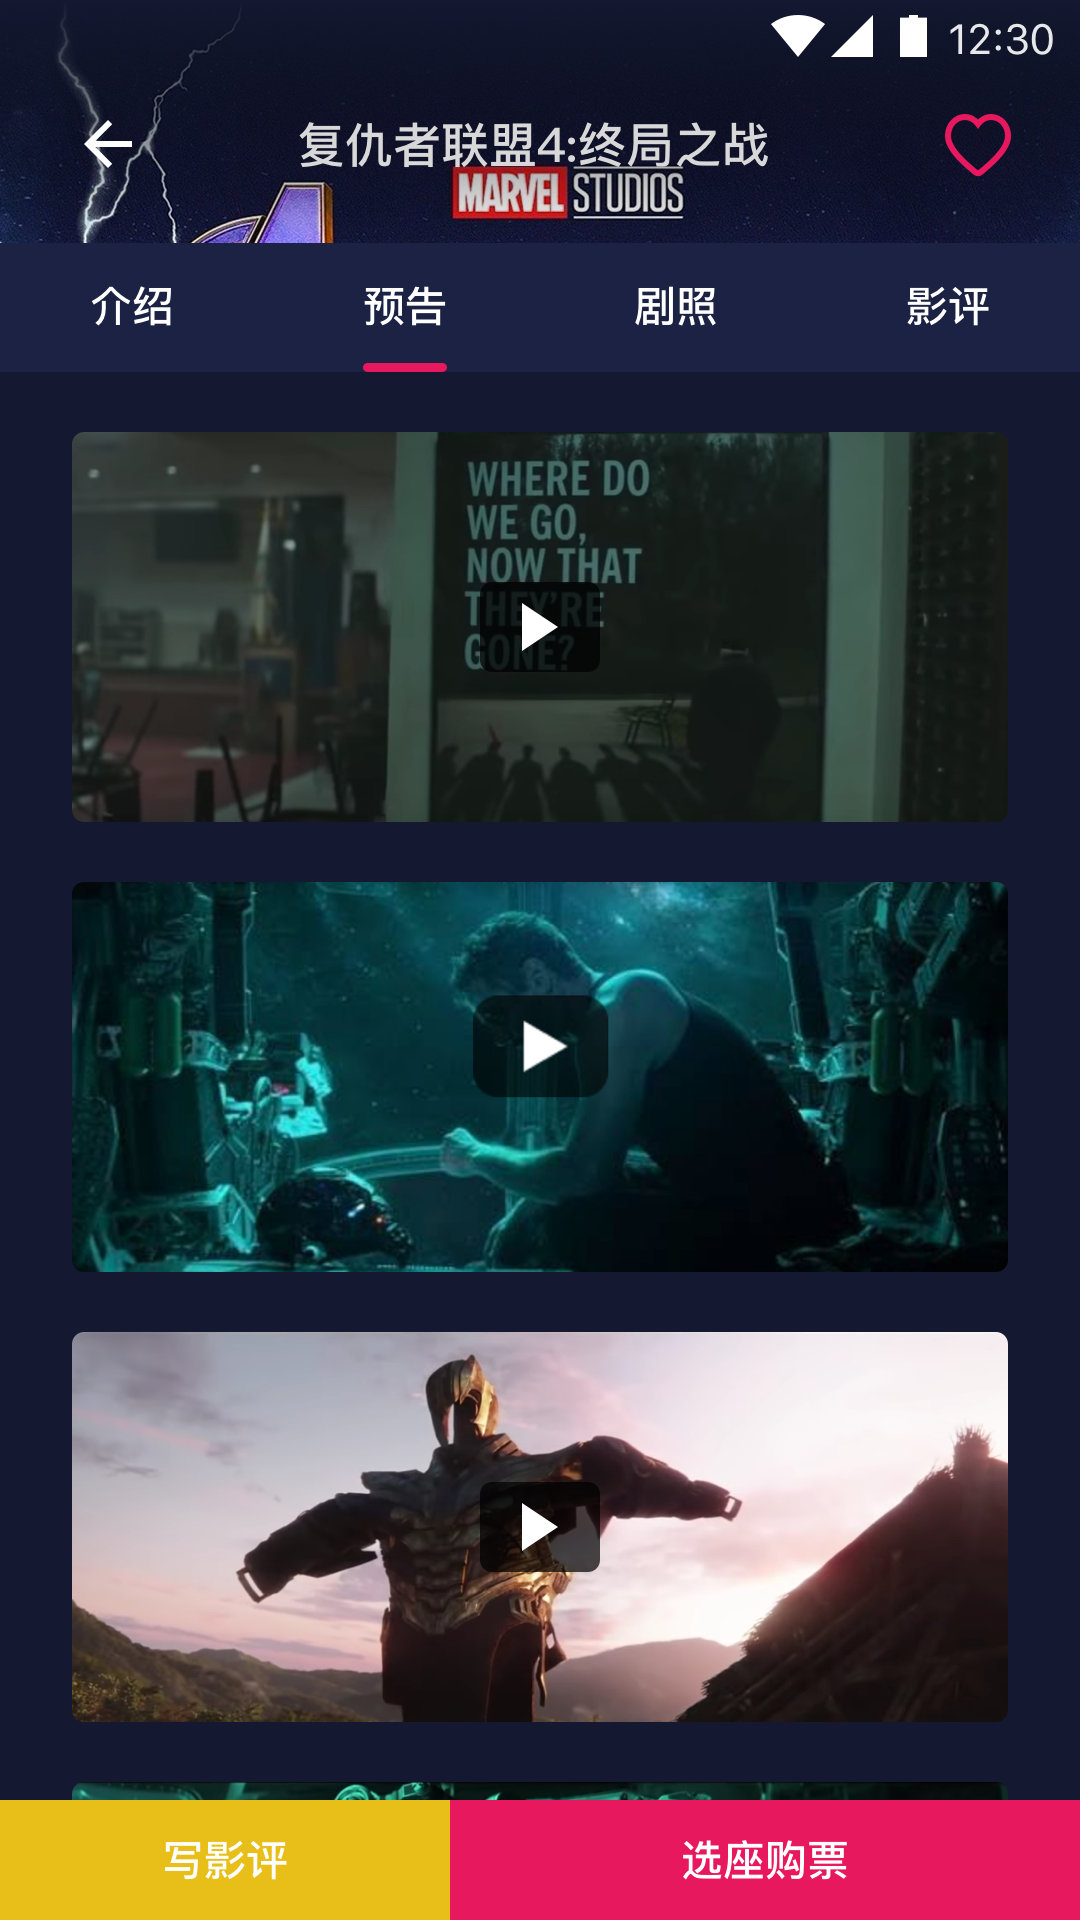 12:30
复仇者联盟4:终局之战
MARVEL STUDIOS
介绍 预告 剧照 影评
WHERE DO
WE GO,
NOW THAT
THEY'RE
GONE?
写影评 选座购票